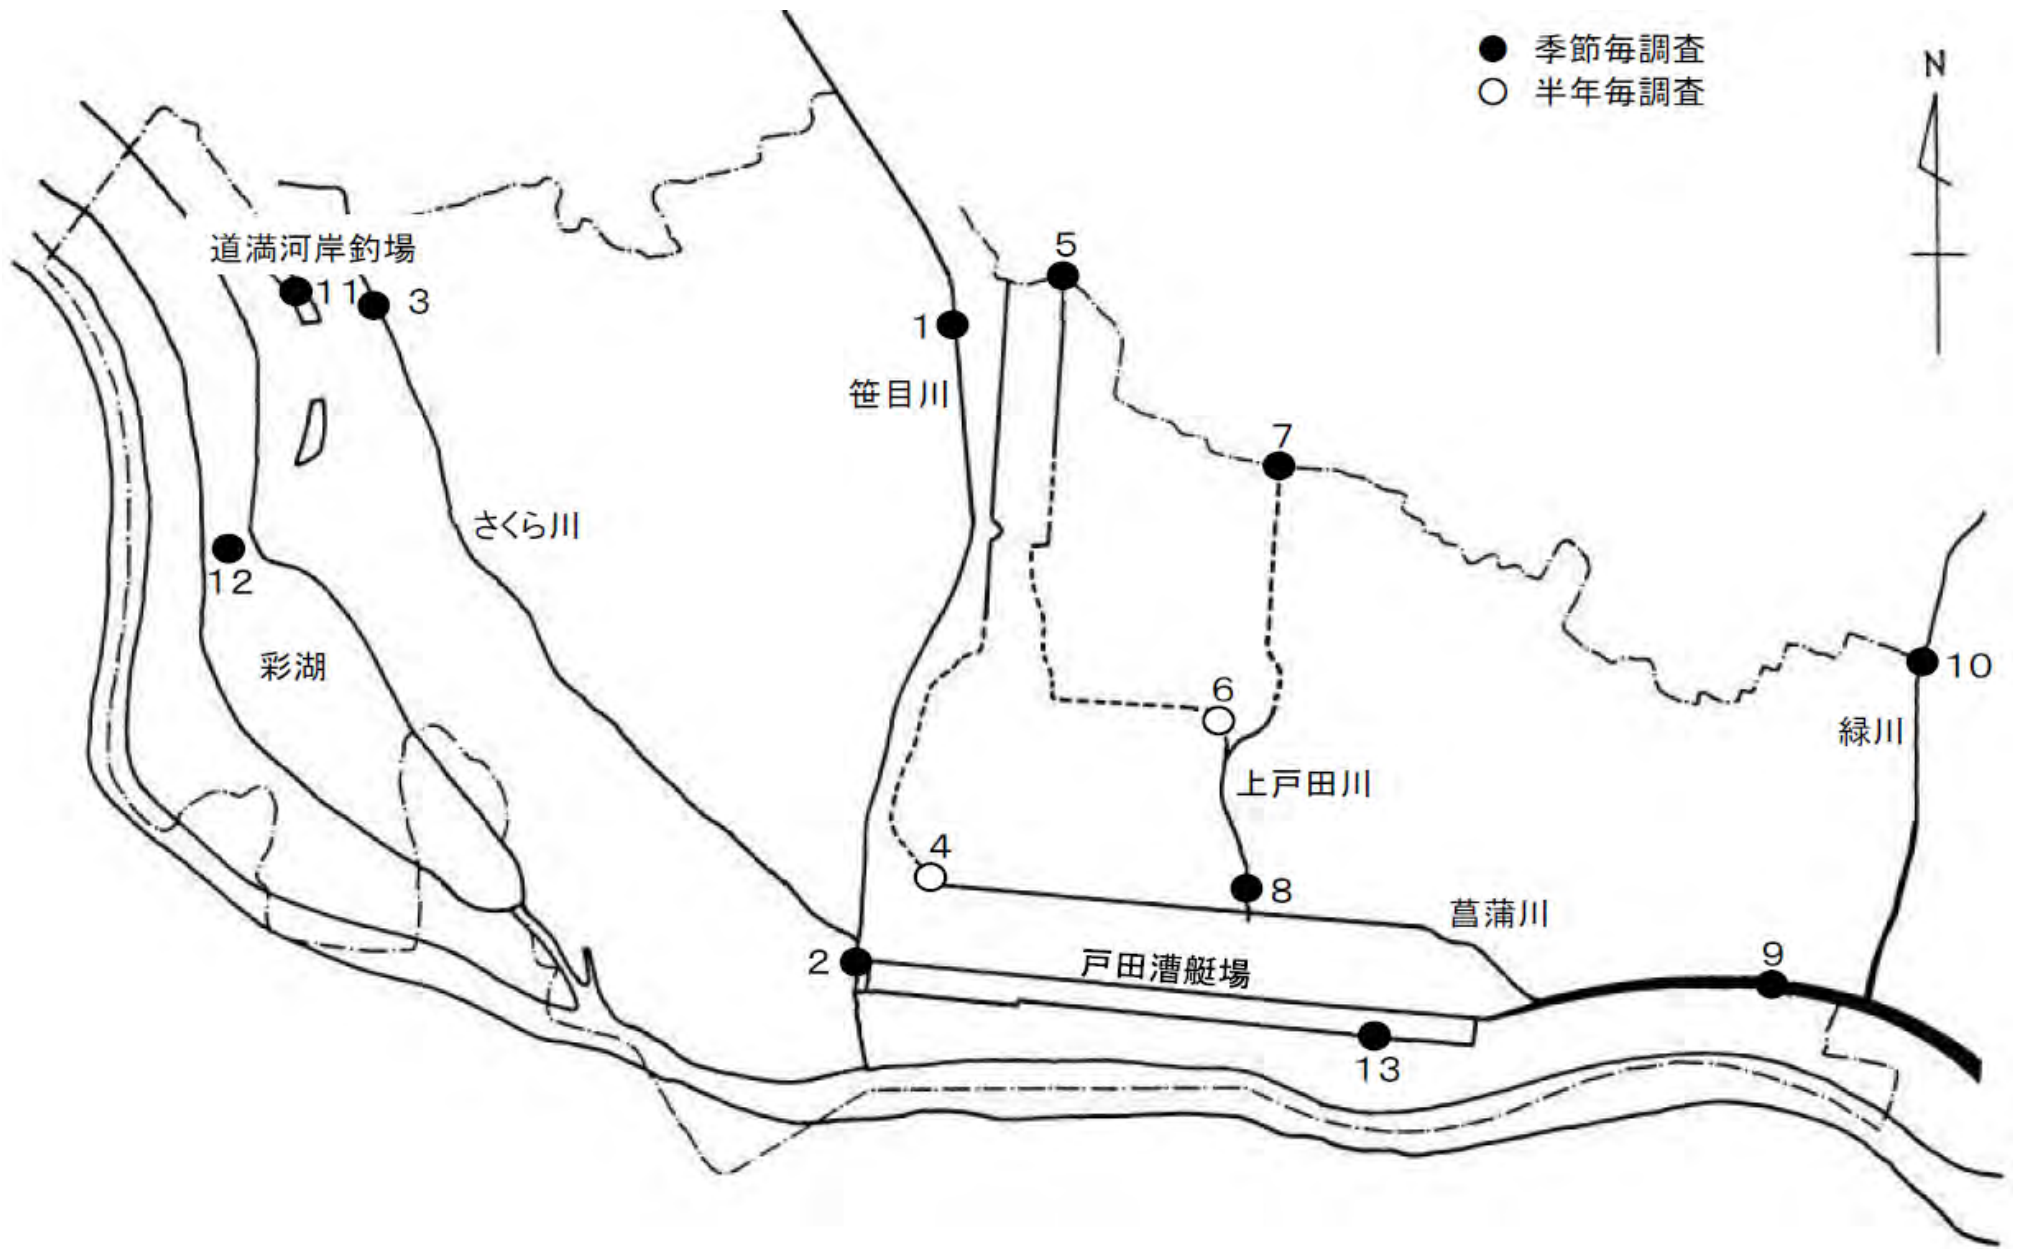 季節毎調査
半年毎調査
N
道満河岸釣場
5
11
3
1
笹目川
7
さくら川
12
彩湖
6
10
緑川
上戸田川
4
8
菖蒲川
2
戸田漕艇場
9
13